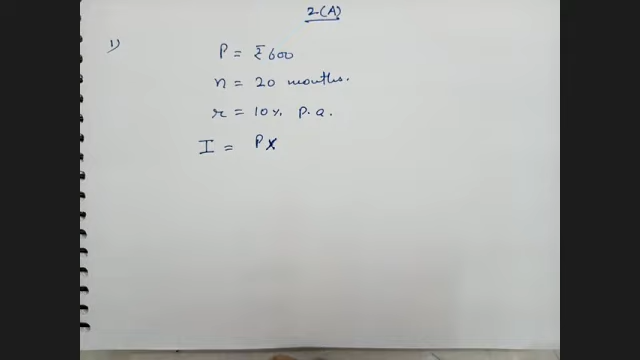 2(A)
1)
P = ₹600
n = 20 months.
r = 10% p.a.
I = P×